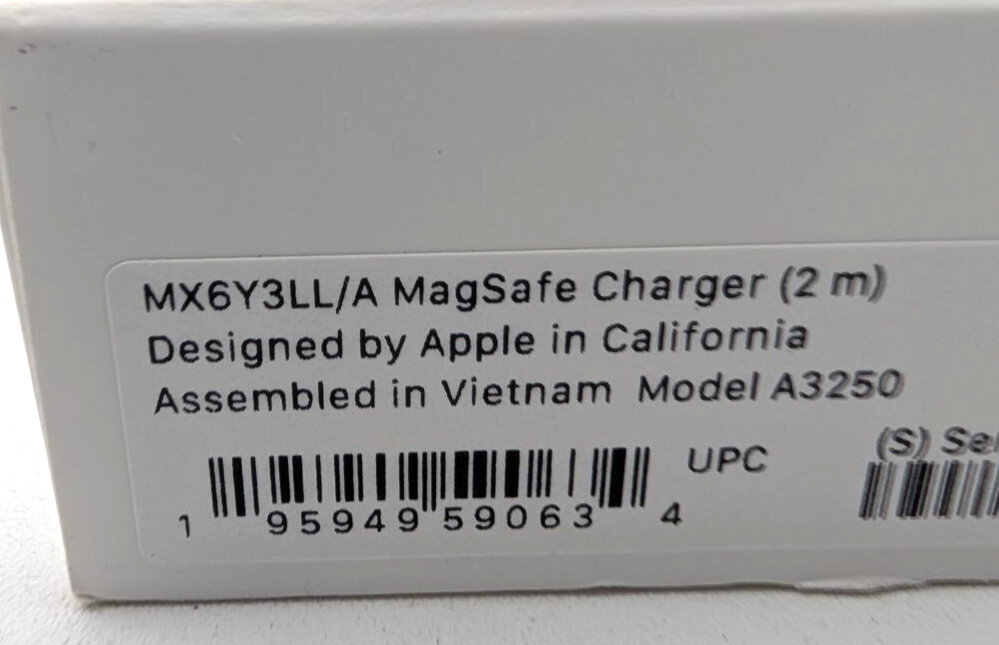 MX6Y3LL/A MagSafe Charger (2 m)
Designed by Apple in California
Assembled in Vietnam Model A3250
UPC
(S)
1 95949 59063 4